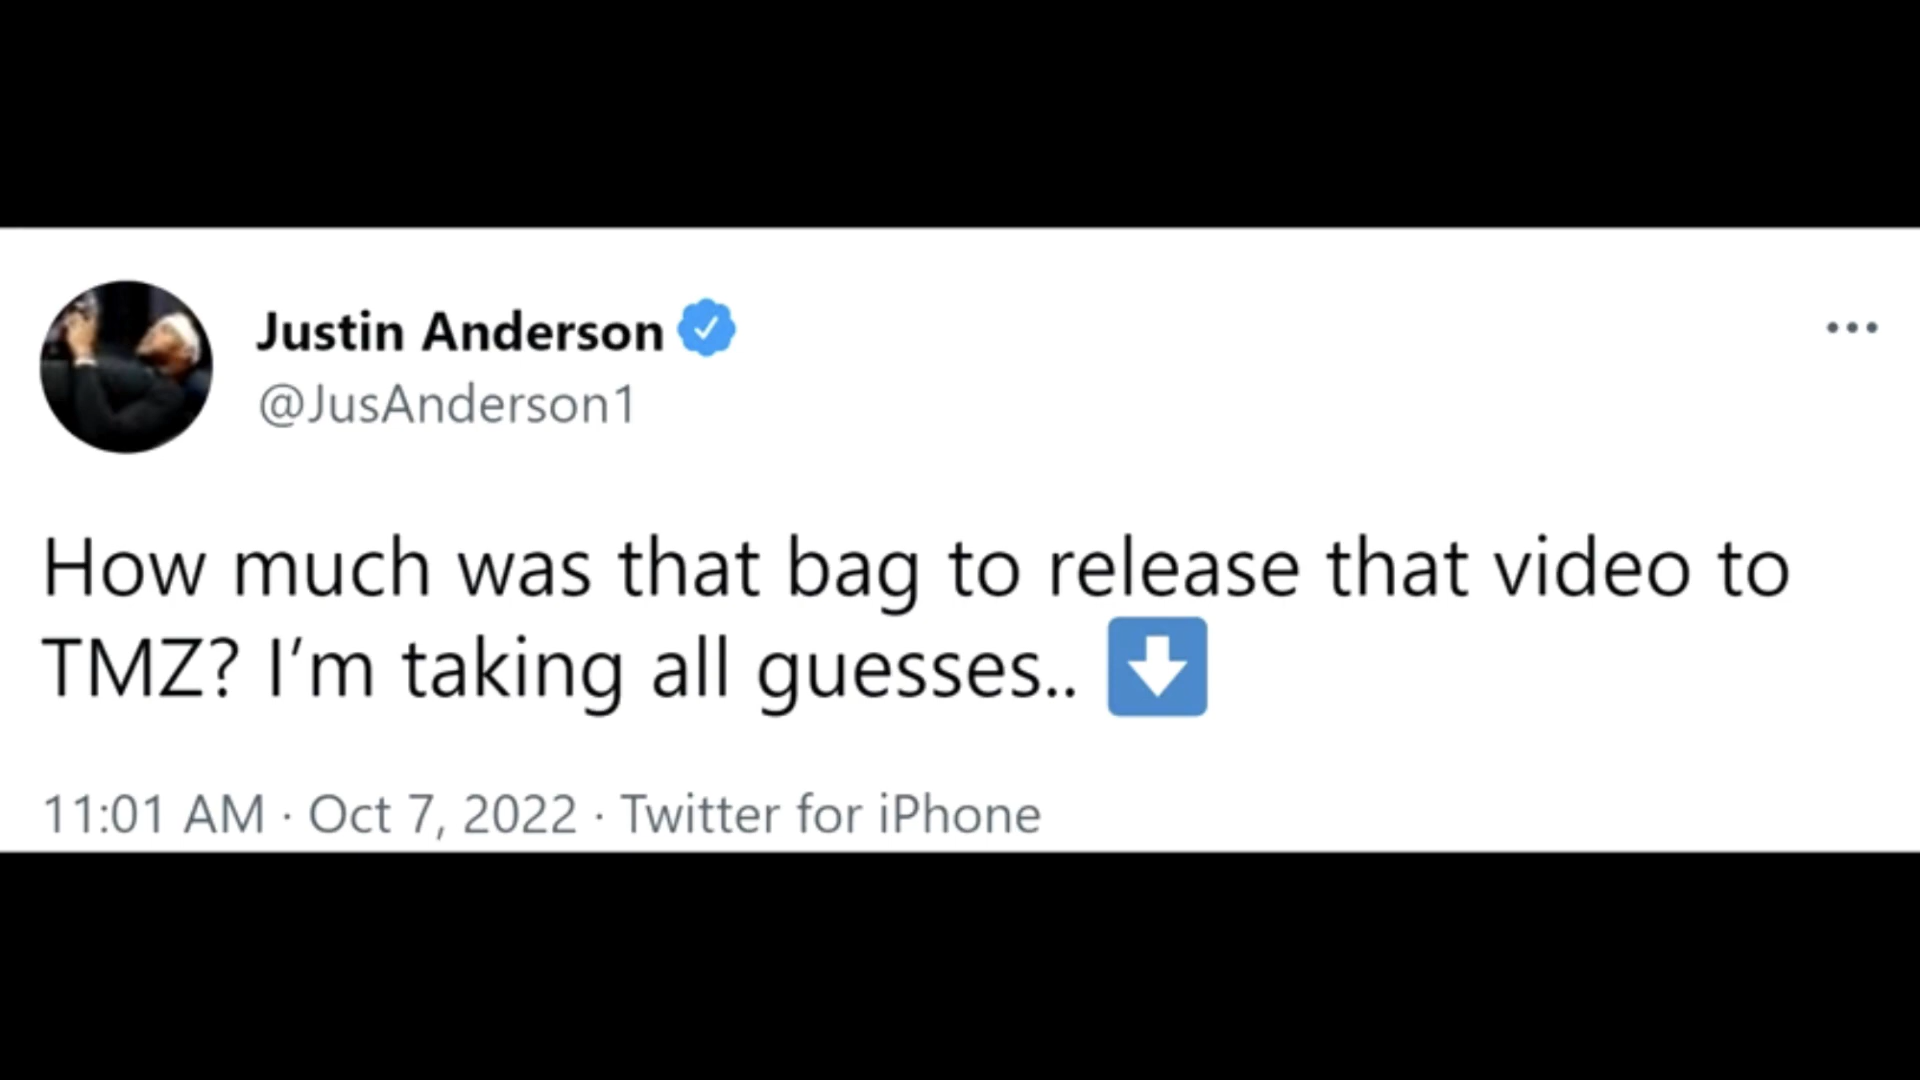 Justin Anderson
@JusAnderson1
How much was that bag to release that video to
TMZ? I’m taking all guesses.. ⬇️
11:01 AM · Oct 7, 2022 · Twitter for iPhone